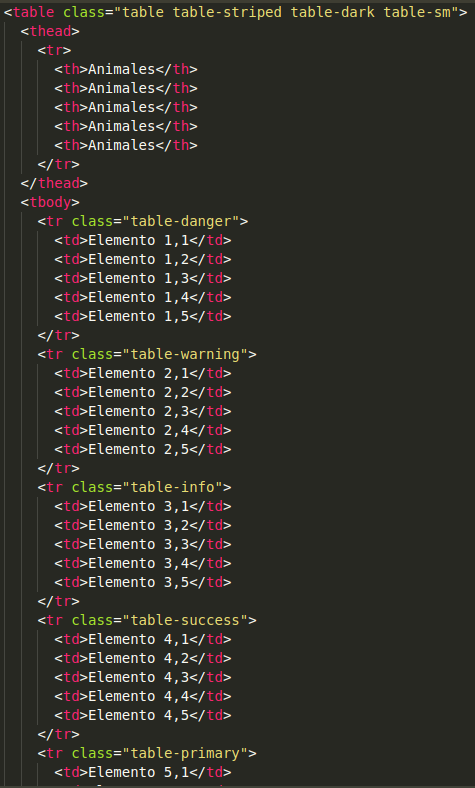 <table class="table table-striped table-dark table-sm">
<thead>
<tr>
<th>Animales</th>
<th>Animales</th>
<th>Animales</th>
<th>Animales</th>
<th>Animales</th>
</tr>
</thead>
<tbody>
<tr class="table-danger">
<td>Elemento 1,1</td>
<td>Elemento 1,2</td>
<td>Elemento 1,3</td>
<td>Elemento 1,4</td>
<td>Elemento 1,5</td>
</tr>
<tr class="table-warning">
<td>Elemento 2,1</td>
<td>Elemento 2,2</td>
<td>Elemento 2,3</td>
<td>Elemento 2,4</td>
<td>Elemento 2,5</td>
</tr>
<tr class="table-info">
<td>Elemento 3,1</td>
<td>Elemento 3,2</td>
<td>Elemento 3,3</td>
<td>Elemento 3,4</td>
<td>Elemento 3,5</td>
</tr>
<tr class="table-success">
<td>Elemento 4,1</td>
<td>Elemento 4,2</td>
<td>Elemento 4,3</td>
<td>Elemento 4,4</td>
<td>Elemento 4,5</td>
</tr>
<tr class="table-primary">
<td>Elemento 5,1</td>